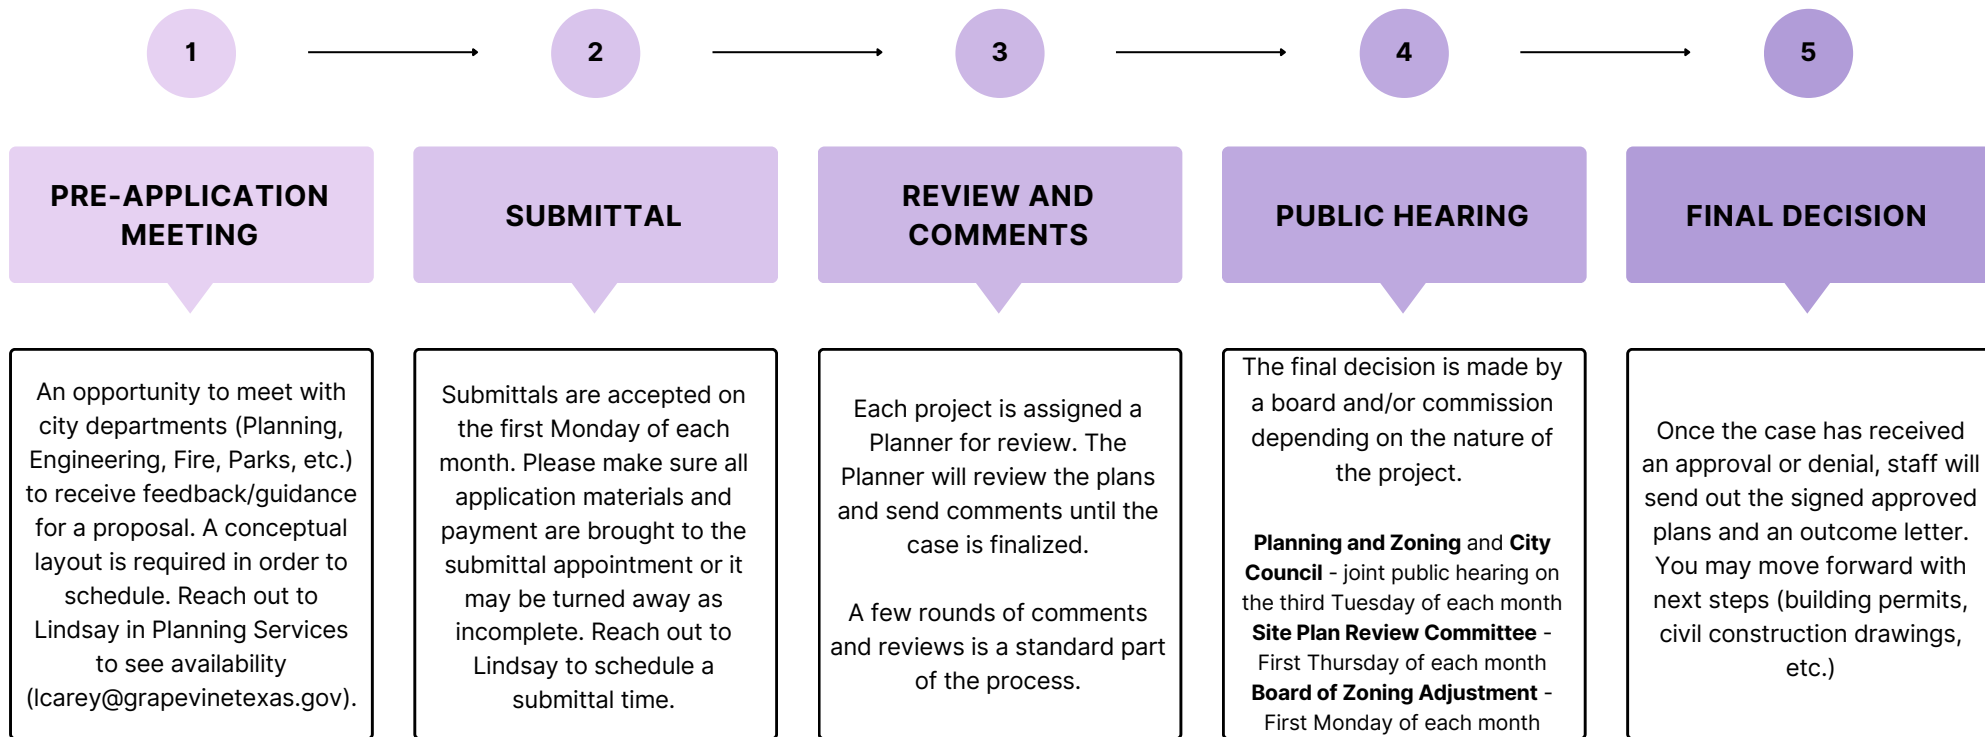 1
2
3
4
5
PRE-APPLICATION
MEETING
SUBMITTAL
REVIEW AND
COMMENTS
PUBLIC HEARING
FINAL DECISION
An opportunity to meet with
city departments (Planning,
Engineering, Fire, Parks, etc.)
to receive feedback/guidance
for a proposal. A conceptual
layout is required in order to
schedule. Reach out to
Lindsay in Planning Services
to see availability
(lcarey@grapevinetexas.gov).
Submittals are accepted on
the first Monday of each
month. Please make sure all
application materials and
payment are brought to the
submittal appointment or it
may be turned away as
incomplete. Reach out to
Lindsay to schedule a
submittal time.
Each project is assigned a
Planner for review. The
Planner will review the plans
and send comments until the
case is finalized.
A few rounds of comments
and reviews is a standard part
of the process.
The final decision is made by
a board and/or commission
depending on the nature of
the project.
Planning and Zoning and City
Council - joint public hearing on
the third Tuesday of each month
Site Plan Review Committee -
First Thursday of each month
Board of Zoning Adjustment -
First Monday of each month
Once the case has received
an approval or denial, staff will
send out the signed approved
plans and an outcome letter.
You may move forward with
next steps (building permits,
civil construction drawings,
etc.)